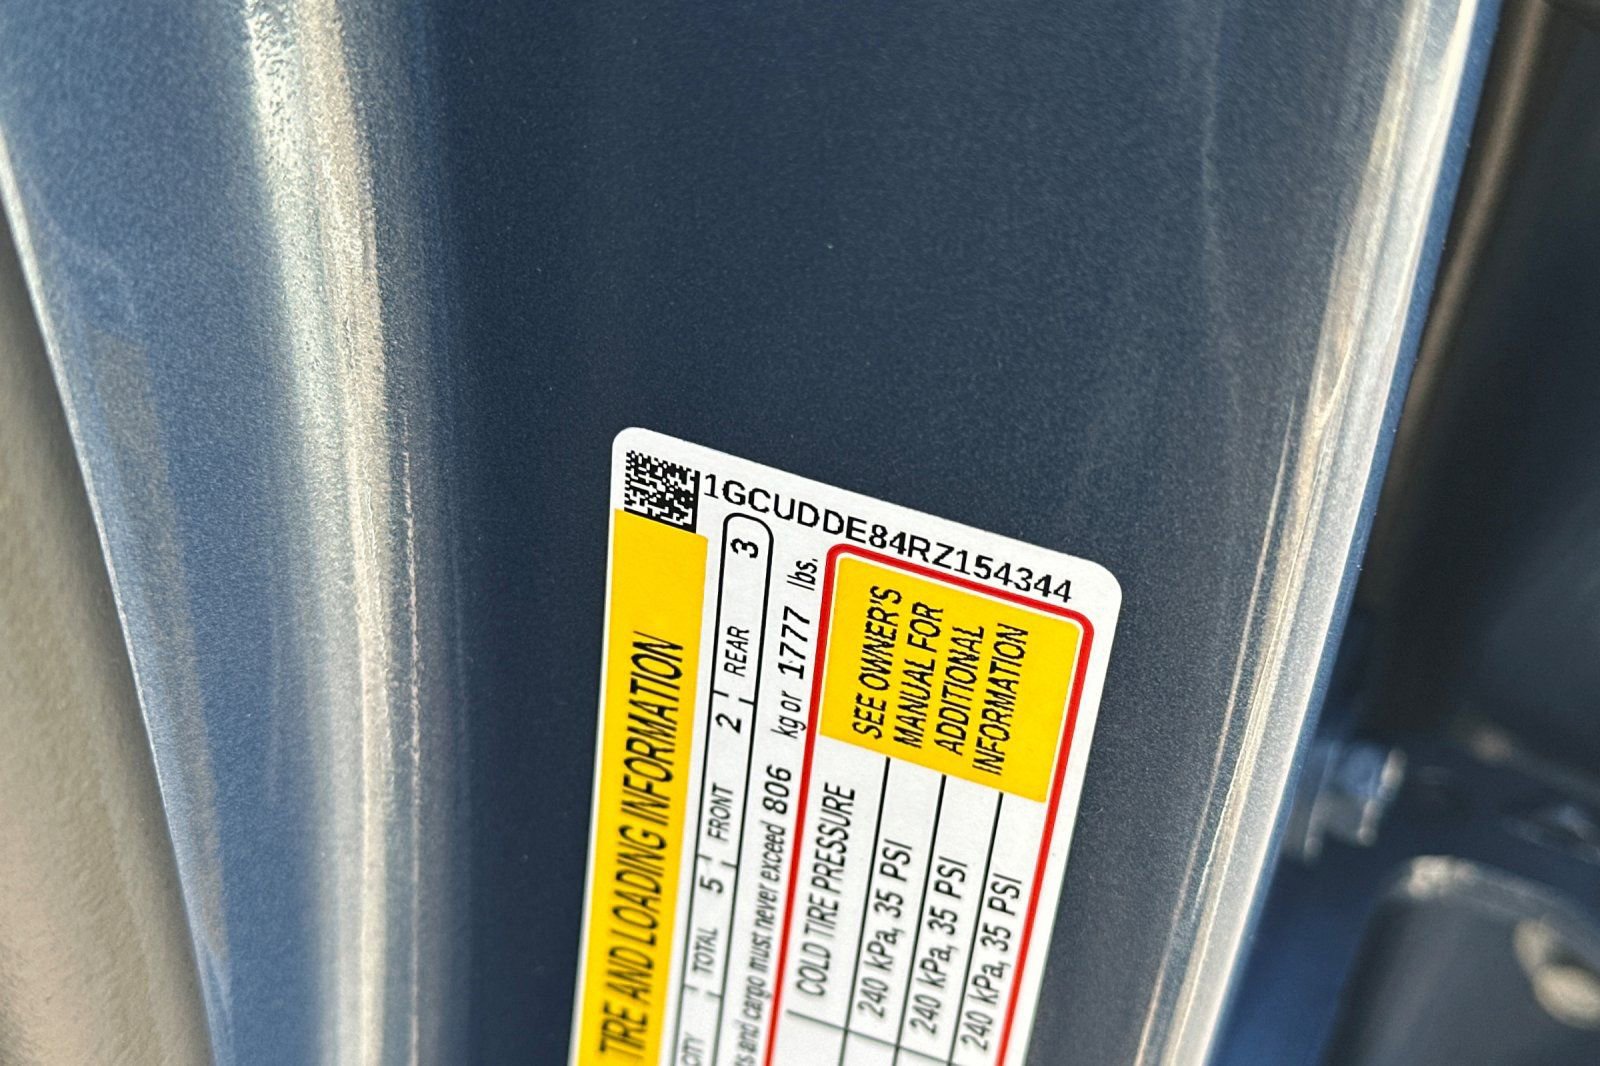 1GCUDDE84RZ154344
TIRE AND LOADING INFORMATION
TOTAL 5 FRONT 2 REAR 3
and cargo must never exceed 806 kg or 1777 lbs.
COLD TIRE PRESSURE
240 kPa, 35 PSI
240 kPa, 35 PSI
240 kPa, 35 PSI
SEE OWNER'S
MANUAL FOR
ADDITIONAL
INFORMATION